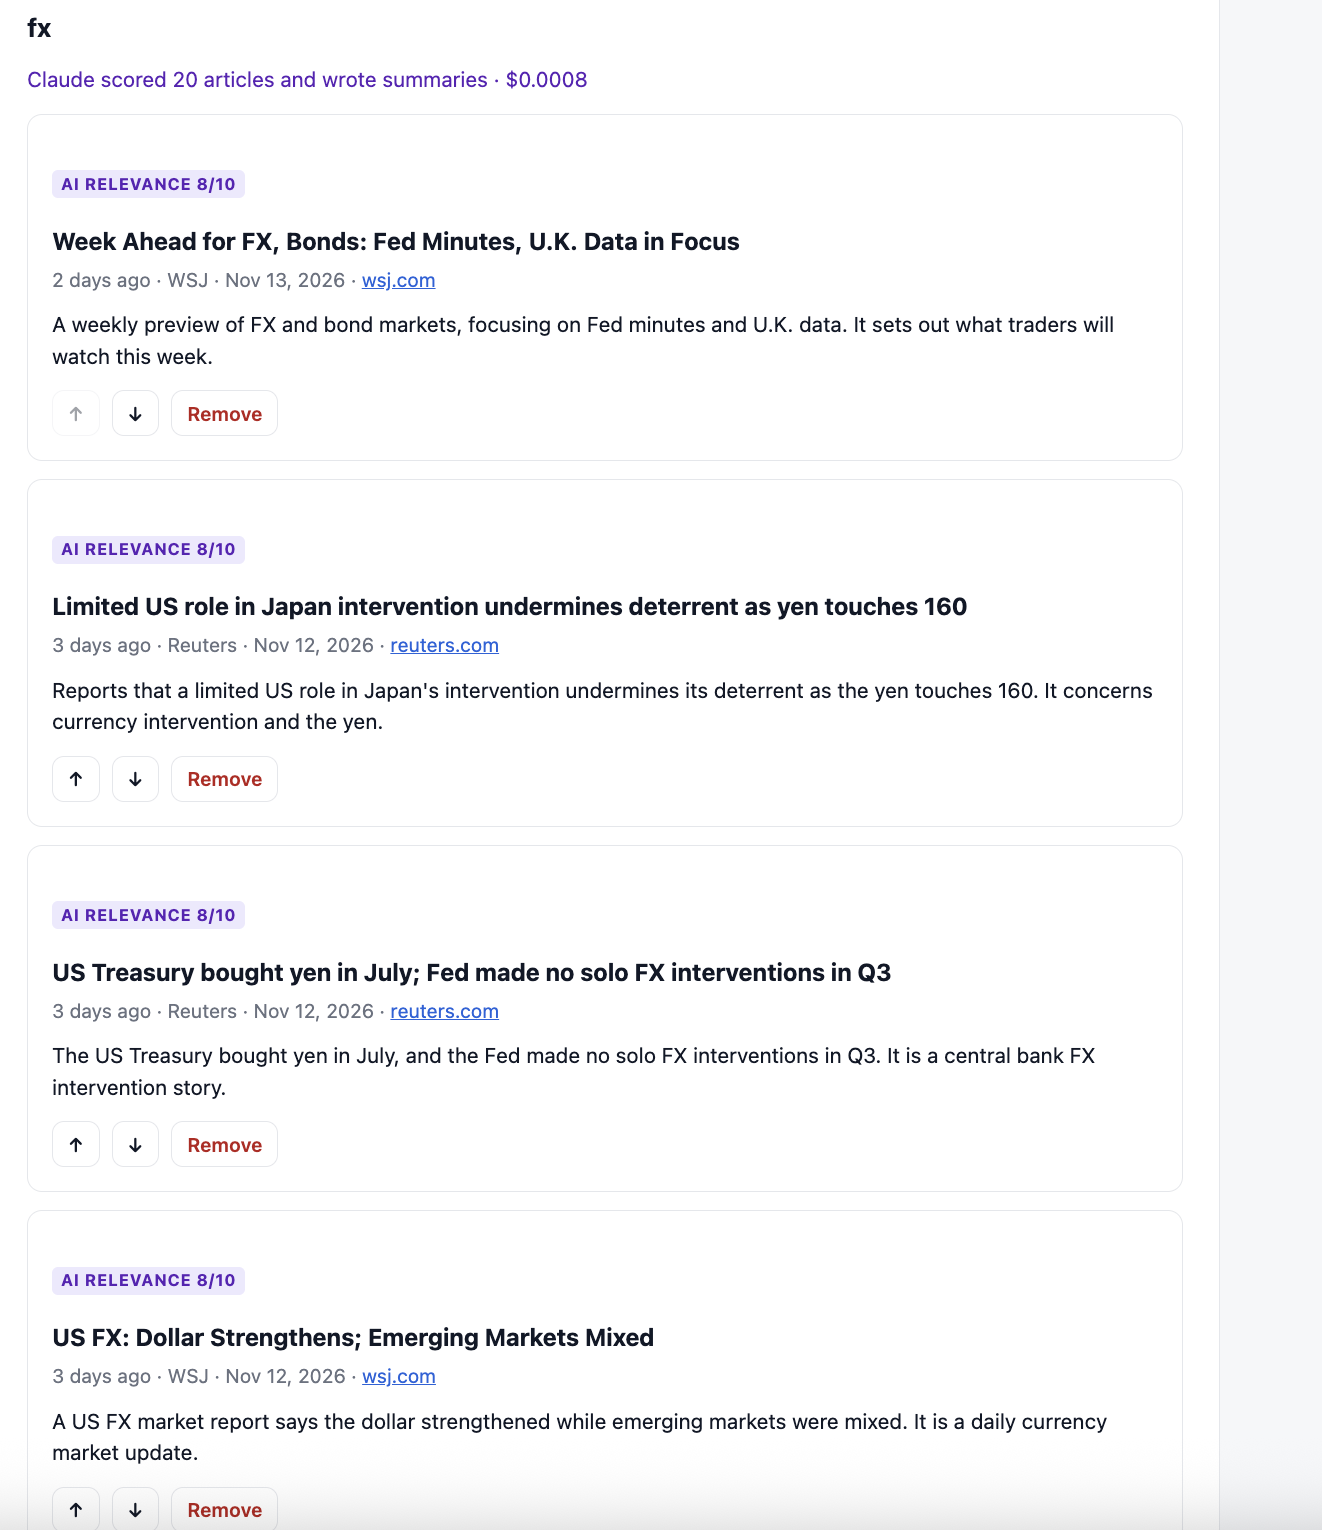 fx
Claude scored 20 articles and wrote summaries · $0.0008
AI RELEVANCE 8/10
Week Ahead for FX, Bonds: Fed Minutes, U.K. Data in Focus
2 days ago · WSJ · Nov 13, 2026 · wsj.com
A weekly preview of FX and bond markets, focusing on Fed minutes and U.K. data. It sets out what traders will
watch this week.
↑ ↓ Remove
AI RELEVANCE 8/10
Limited US role in Japan intervention undermines deterrent as yen touches 160
3 days ago · Reuters · Nov 12, 2026 · reuters.com
Reports that a limited US role in Japan's intervention undermines its deterrent as the yen touches 160. It concerns
currency intervention and the yen.
↑ ↓ Remove
AI RELEVANCE 8/10
US Treasury bought yen in July; Fed made no solo FX interventions in Q3
3 days ago · Reuters · Nov 12, 2026 · reuters.com
The US Treasury bought yen in July, and the Fed made no solo FX interventions in Q3. It is a central bank FX
intervention story.
↑ ↓ Remove
AI RELEVANCE 8/10
US FX: Dollar Strengthens; Emerging Markets Mixed
3 days ago · WSJ · Nov 12, 2026 · wsj.com
A US FX market report says the dollar strengthened while emerging markets were mixed. It is a daily currency
market update.
↑ ↓ Remove